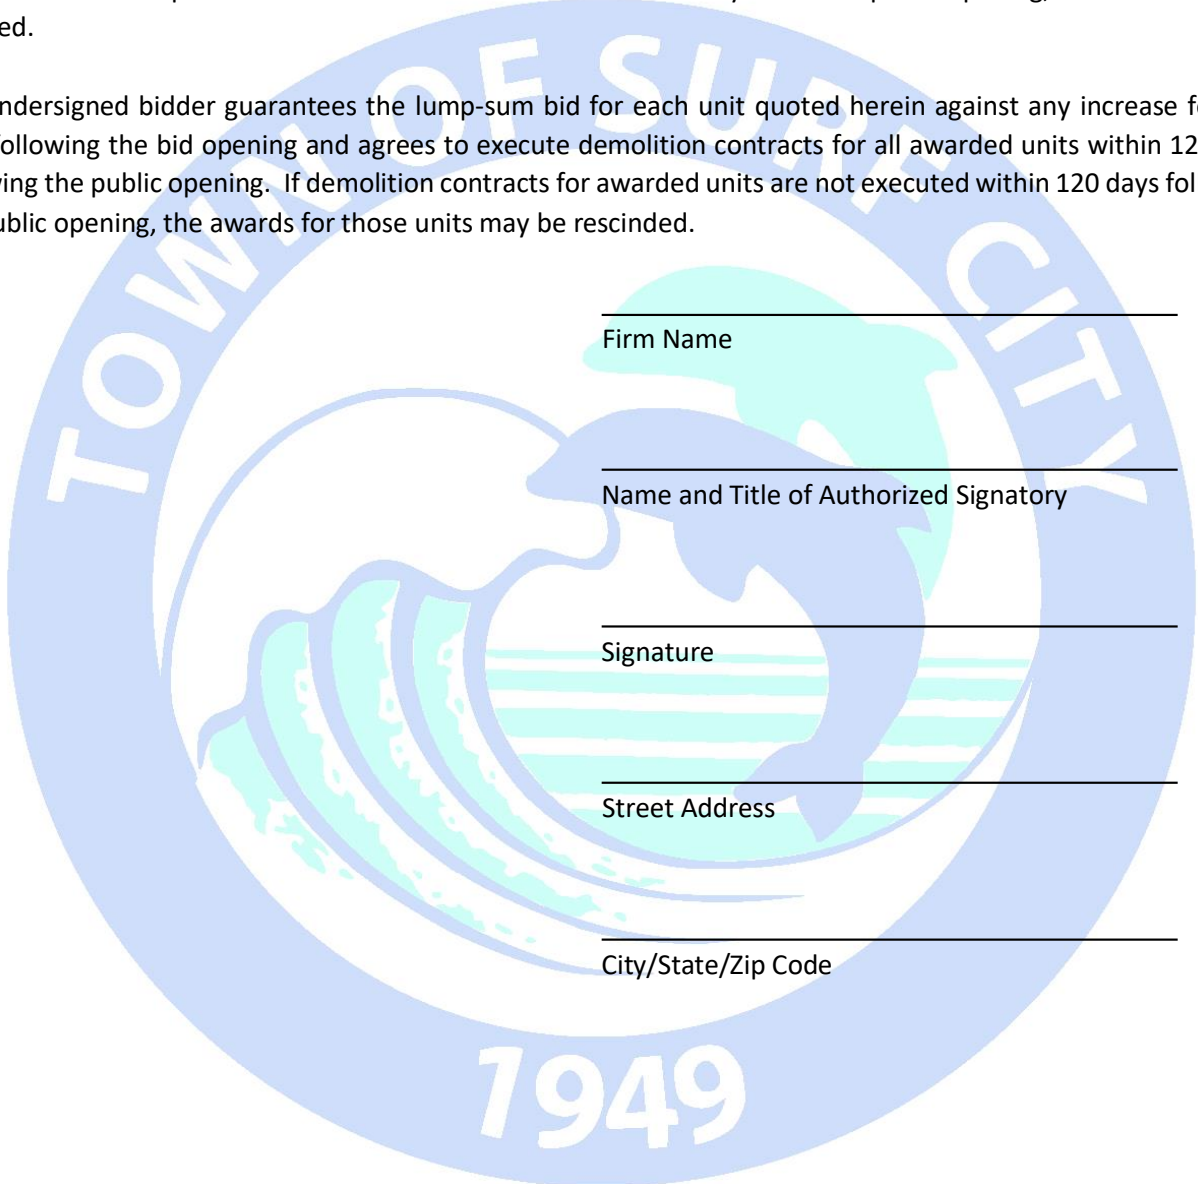 ed.
ndersigned bidder guarantees the lump-sum bid for each unit quoted herein against any increase fo
ollowing the bid opening and agrees to execute demolition contracts for all awarded units within 12
ving the public opening. If demolition contracts for awarded units are not executed within 120 days fol
ublic opening, the awards for those units may be rescinded.
TOWN OF SURF CITY
Firm Name
Name and Title of Authorized Signatory
Signature
Street Address
City/State/Zip Code
1949